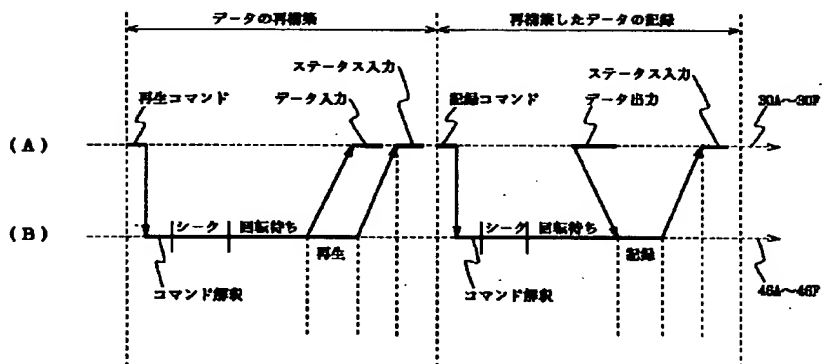 データの再構築
再構築したデータの記録
ステータス入力
ステータス入力
再生コマンド
データ入力
記録コマンド
データ出力
30A～30F
(A)
(B)
シーク
回転待ち
シーク
回転待ち
再生
記録
コマンド解釈
コマンド解釈
46A～46F